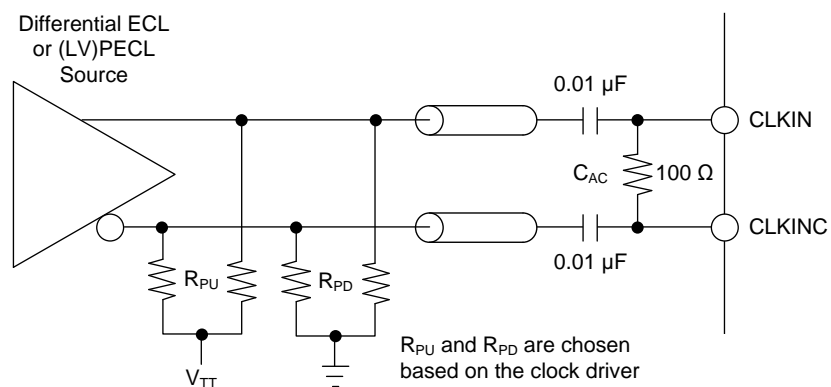 Differential ECL
or (LV)PECL
Source
0.01 µF
CLKIN
C_AC
100 Ω
CLKINC
0.01 µF
R_PU
R_PD
V_TT
R_PU and R_PD are chosen
based on the clock driver